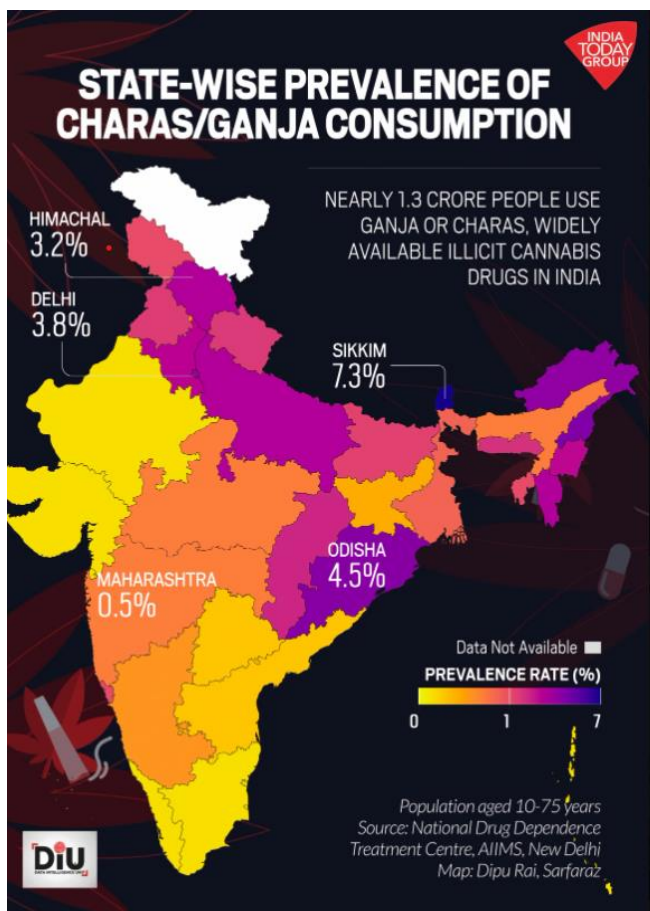 INDIA
TODAY
GROUP
STATE-WISE PREVALENCE OF
CHARAS/GANJA CONSUMPTION
NEARLY 1.3 CRORE PEOPLE USE
GANJA OR CHARAS, WIDELY
AVAILABLE ILLICIT CANNABIS
DRUGS IN INDIA
HIMACHAL
3.2%
DELHI
3.8%
SIKKIM
7.3%
ODISHA
4.5%
MAHARASHTRA
0.5%
Data Not Available
PREVALENCE RATE (%)
0 1 7
Population aged 10-75 years
Source: National Drug Dependence
Treatment Centre, AIIMS, New Delhi
Map: Dipu Rai, Sarfaraz
DIU
DATA INTELLIGENCE UNIT